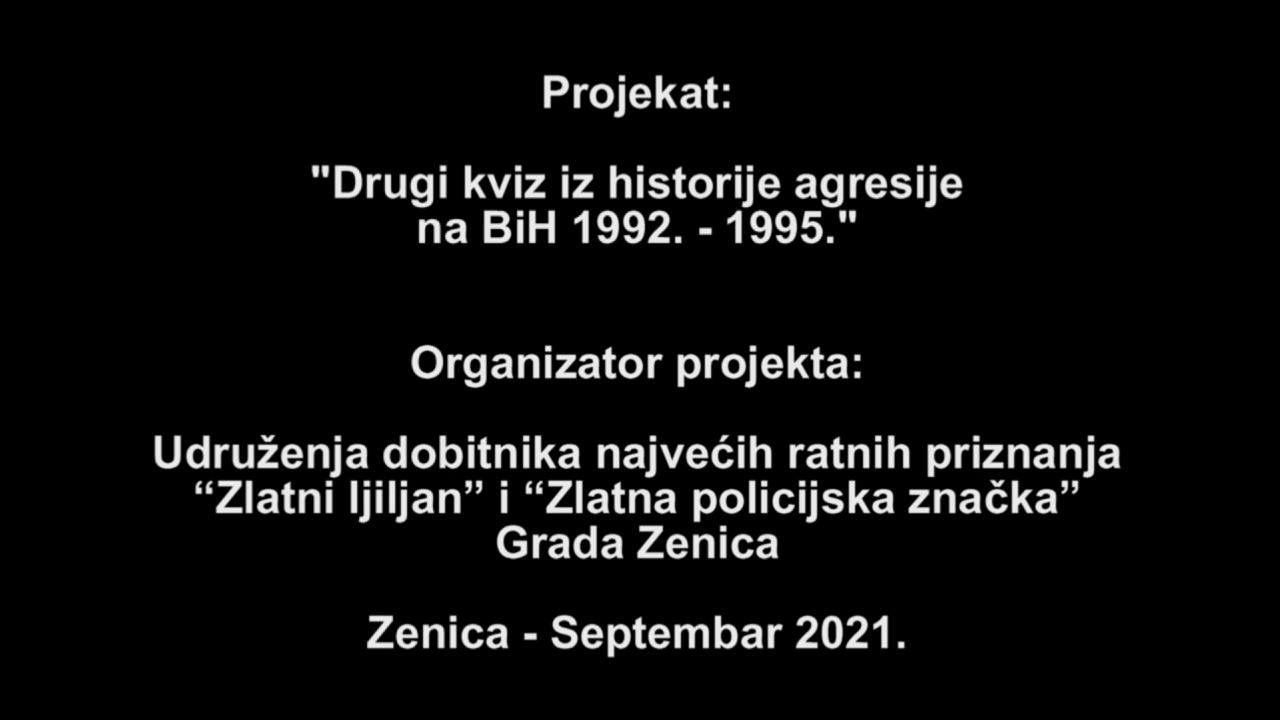 Projekat:
"Drugi kviz iz historije agresije
na BiH 1992. - 1995."
Organizator projekta:
Udruženja dobitnika najvećih ratnih priznanja
“Zlatni ljiljan” i “Zlatna policijska značka”
Grada Zenica
Zenica - Septembar 2021.